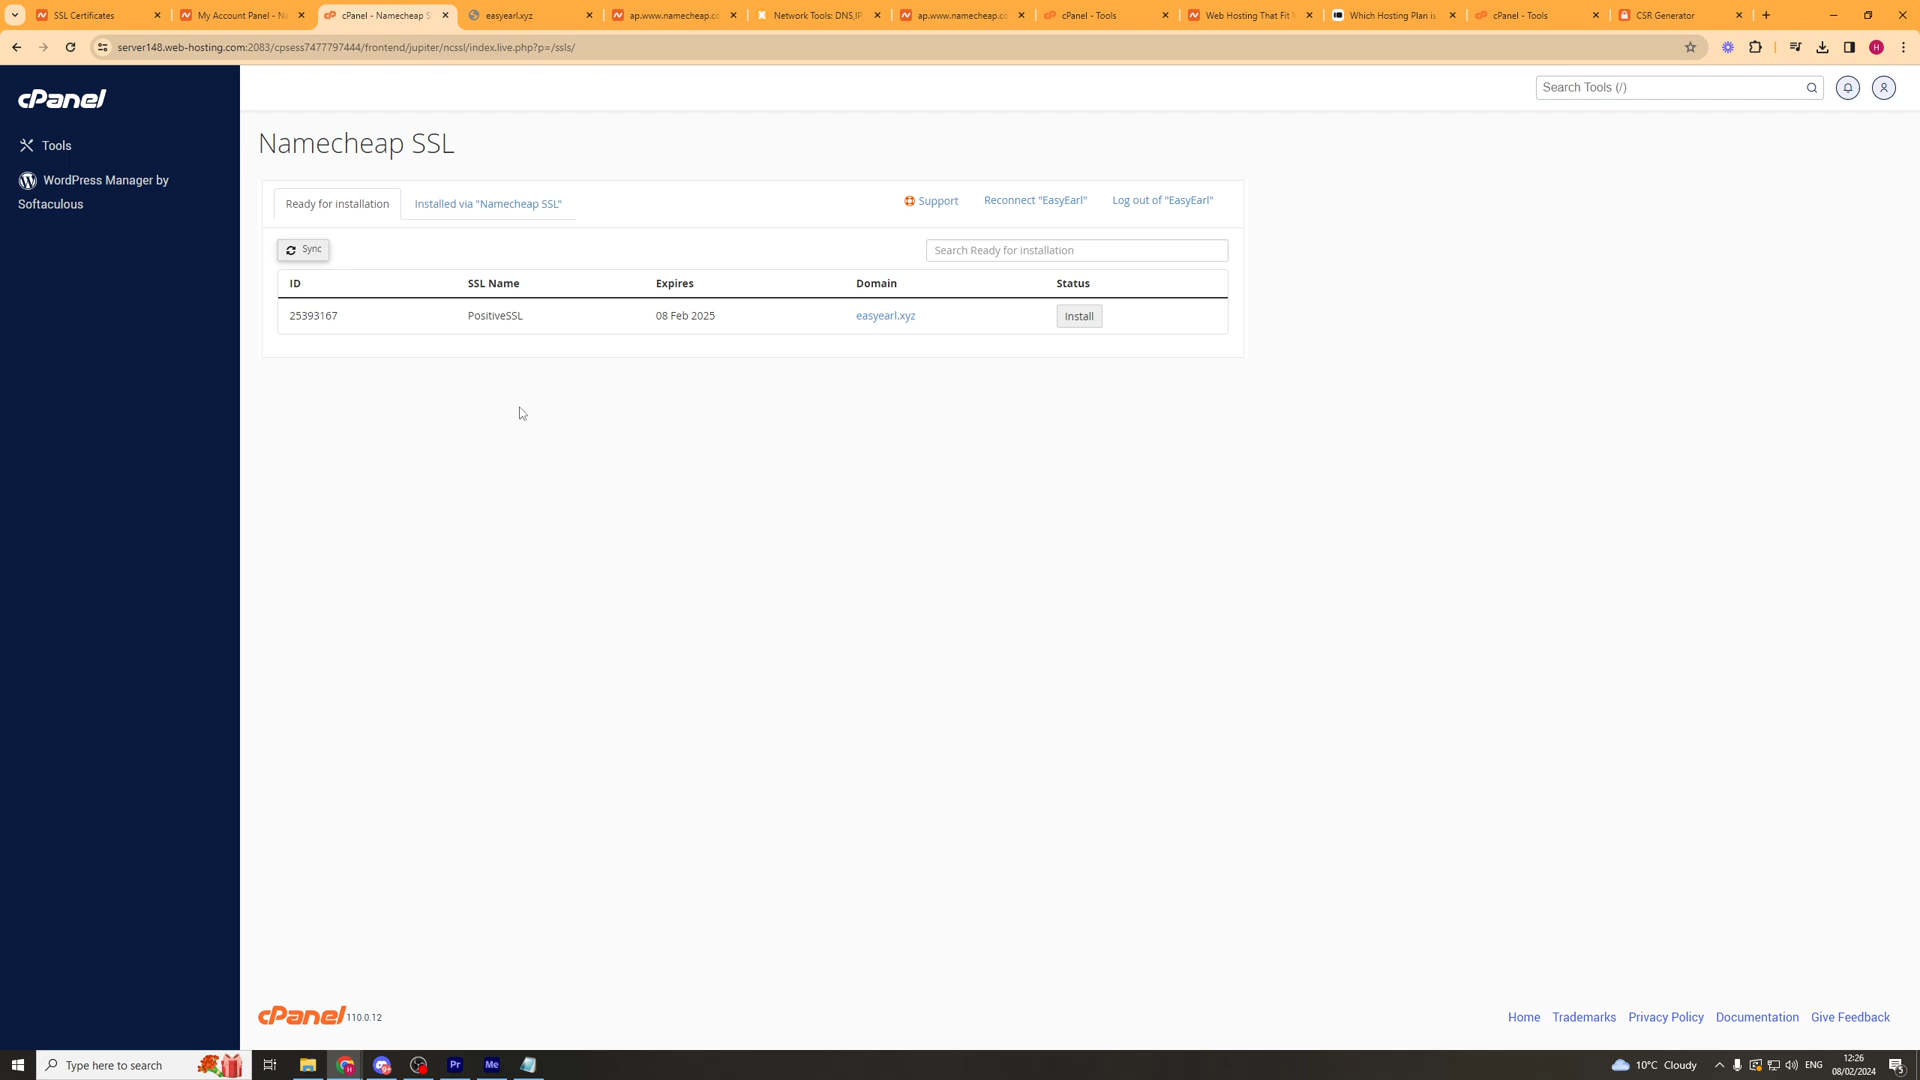 SSL Certificates
My Account Panel - N
cPanel - Namecheap S
easyearl.xyz
ap.www.namecheap.co
Network Tools: DNS,IP,
ap.www.namecheap.co
cPanel - Tools
Web Hosting That Fit
Which Hosting Plan is
cPanel - Tools
CSR Generator
server148.web-hosting.com:2083/cpsess7477797444/frontend/jupiter/ncssl/index.live.php?p=/ssls/
H
cPanel
Tools
WordPress Manager by
Softaculous
Search Tools (/)
Namecheap SSL
Ready for installation
Installed via "Namecheap SSL"
Support
Reconnect "EasyEarl"
Log out of "EasyEarl"
Sync
Search Ready for installation
ID SSL Name Expires Domain Status
25393167 PositiveSSL 08 Feb 2025 easyearl.xyz Install
cPanel 110.0.12
Home Trademarks Privacy Policy Documentation Give Feedback
Type here to search
Pr
Me
10°C Cloudy
ENG
12:26
08/02/2024